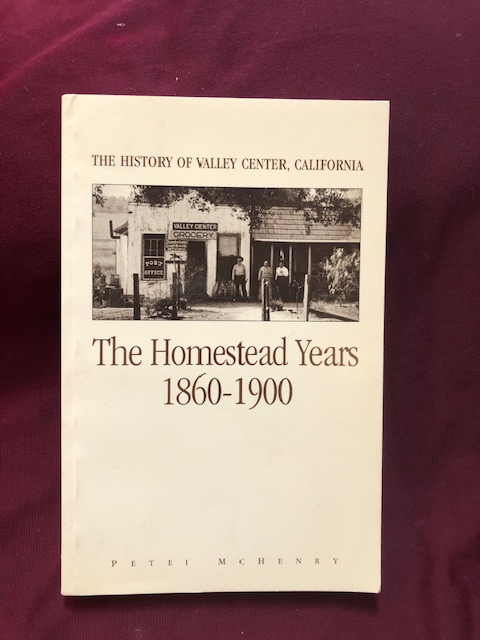 THE HISTORY OF VALLEY CENTER, CALIFORNIA
VALLEY CENTER
GROCERY
POST
OFFICE
The Homestead Years
1860-1900
PETEI MCHENRY